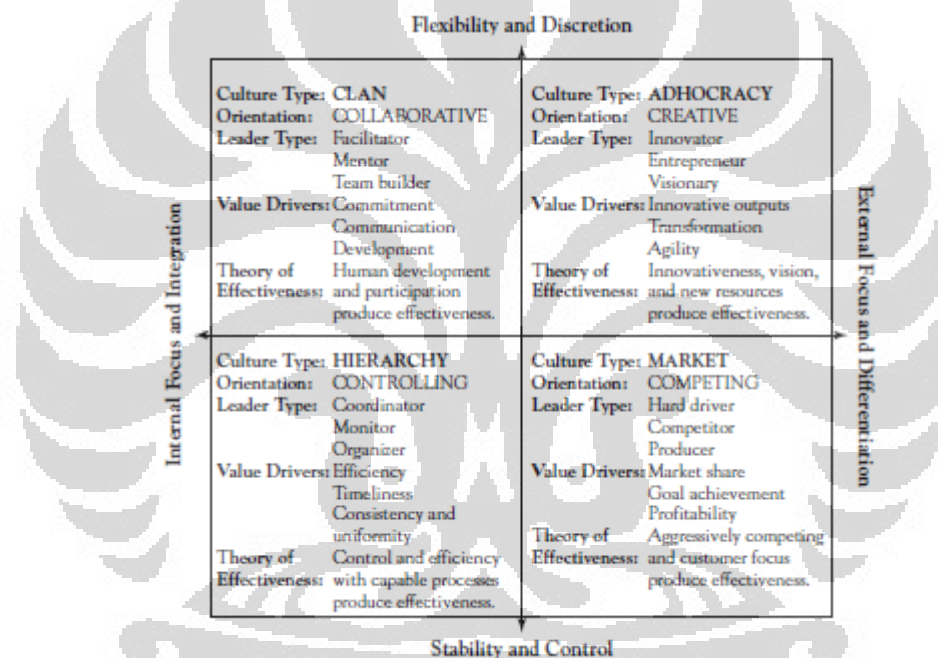 Flexibility and Discretion
Internal Focus and Integration
Culture Type: CLAN
Orientation: COLLABORATIVE
Leader Type: Facilitator
Mentor
Team builder
Value Drivers: Commitment
Communication
Development
Theory of Human development
Effectiveness: and participation
produce effectiveness.
Culture Type: ADHOCRACY
Orientation: CREATIVE
Leader Type: Innovator
Entrepreneur
Visionary
Value Drivers: Innovative outputs
Transformation
Agility
Theory of Innovativeness, vision,
Effectiveness: and new resources
produce effectiveness.
External Focus and Differentiation
Culture Type: HIERARCHY
Orientation: CONTROLLING
Leader Type: Coordinator
Monitor
Organizer
Value Drivers: Efficiency
Timeliness
Consistency and
uniformity
Theory of Control and efficiency
Effectiveness: with capable processes
produce effectiveness.
Culture Type: MARKET
Orientation: COMPETING
Leader Type: Hard driver
Competitor
Producer
Value Drivers: Market share
Goal achievement
Profitability
Theory of Aggressively competing
Effectiveness: and customer focus
produce effectiveness.
Stability and Control